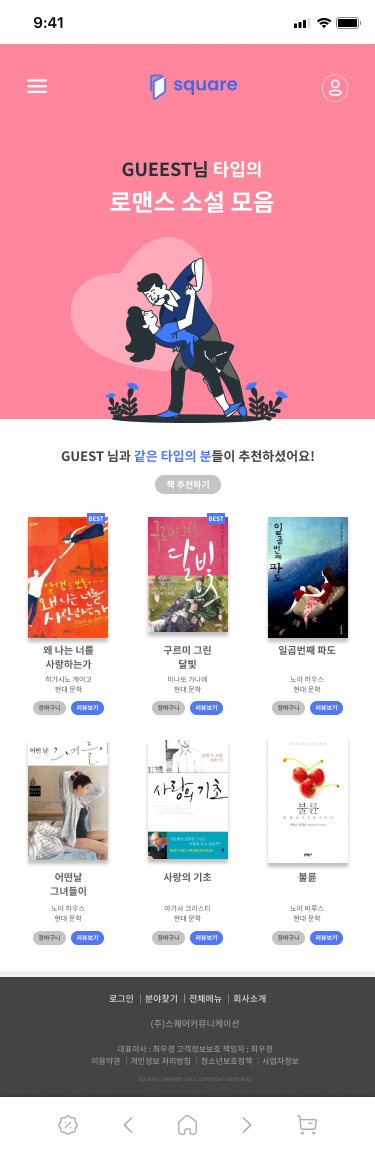 9:41
square
GUEEST님 타입의
로맨스 소설 모음
GUEST 님과 같은 타입의 분들이 추천하셨어요!
책 추천하기
BEST
BEST
왜 나는 너를
사랑하는가
구르미 그린
달빛
일곱번째 파도
히가시노 게이고
현대 문학
미나토 가나에
현대 문학
노이 하우스
현대 문학
장바구니
리뷰보기
장바구니
리뷰보기
장바구니
리뷰보기
어떤날
그녀들이
사랑의 기초
불륜
노이 하우스
현대 문학
아가사 크리스티
현대 문학
노이 바루스
현대 문학
장바구니
리뷰보기
장바구니
리뷰보기
장바구니
리뷰보기
로그인 | 분야찾기 | 전체메뉴 | 회사소개
(주)스퀘어커뮤니케이션
대표이사 : 최우경 고객정보보호 책임자 : 최우경
이용약관 | 개인정보 처리방침 | 청소년보호정책 | 사업자정보